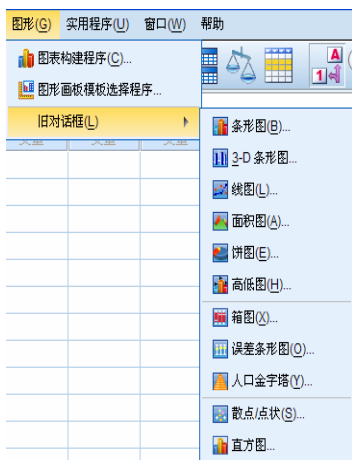 图形(G) 实用程序(U) 窗口(W) 帮助
图表构建程序(C)...
图形画板模板选择程序...
旧对话框(L)
条形图(B)...
3-D 条形图...
线图(L)...
面积图(A)...
饼图(E)...
高低图(H)...
箱图(X)...
误差条形图(O)...
人口金字塔(Y)...
散点/点状(S)...
直方图...